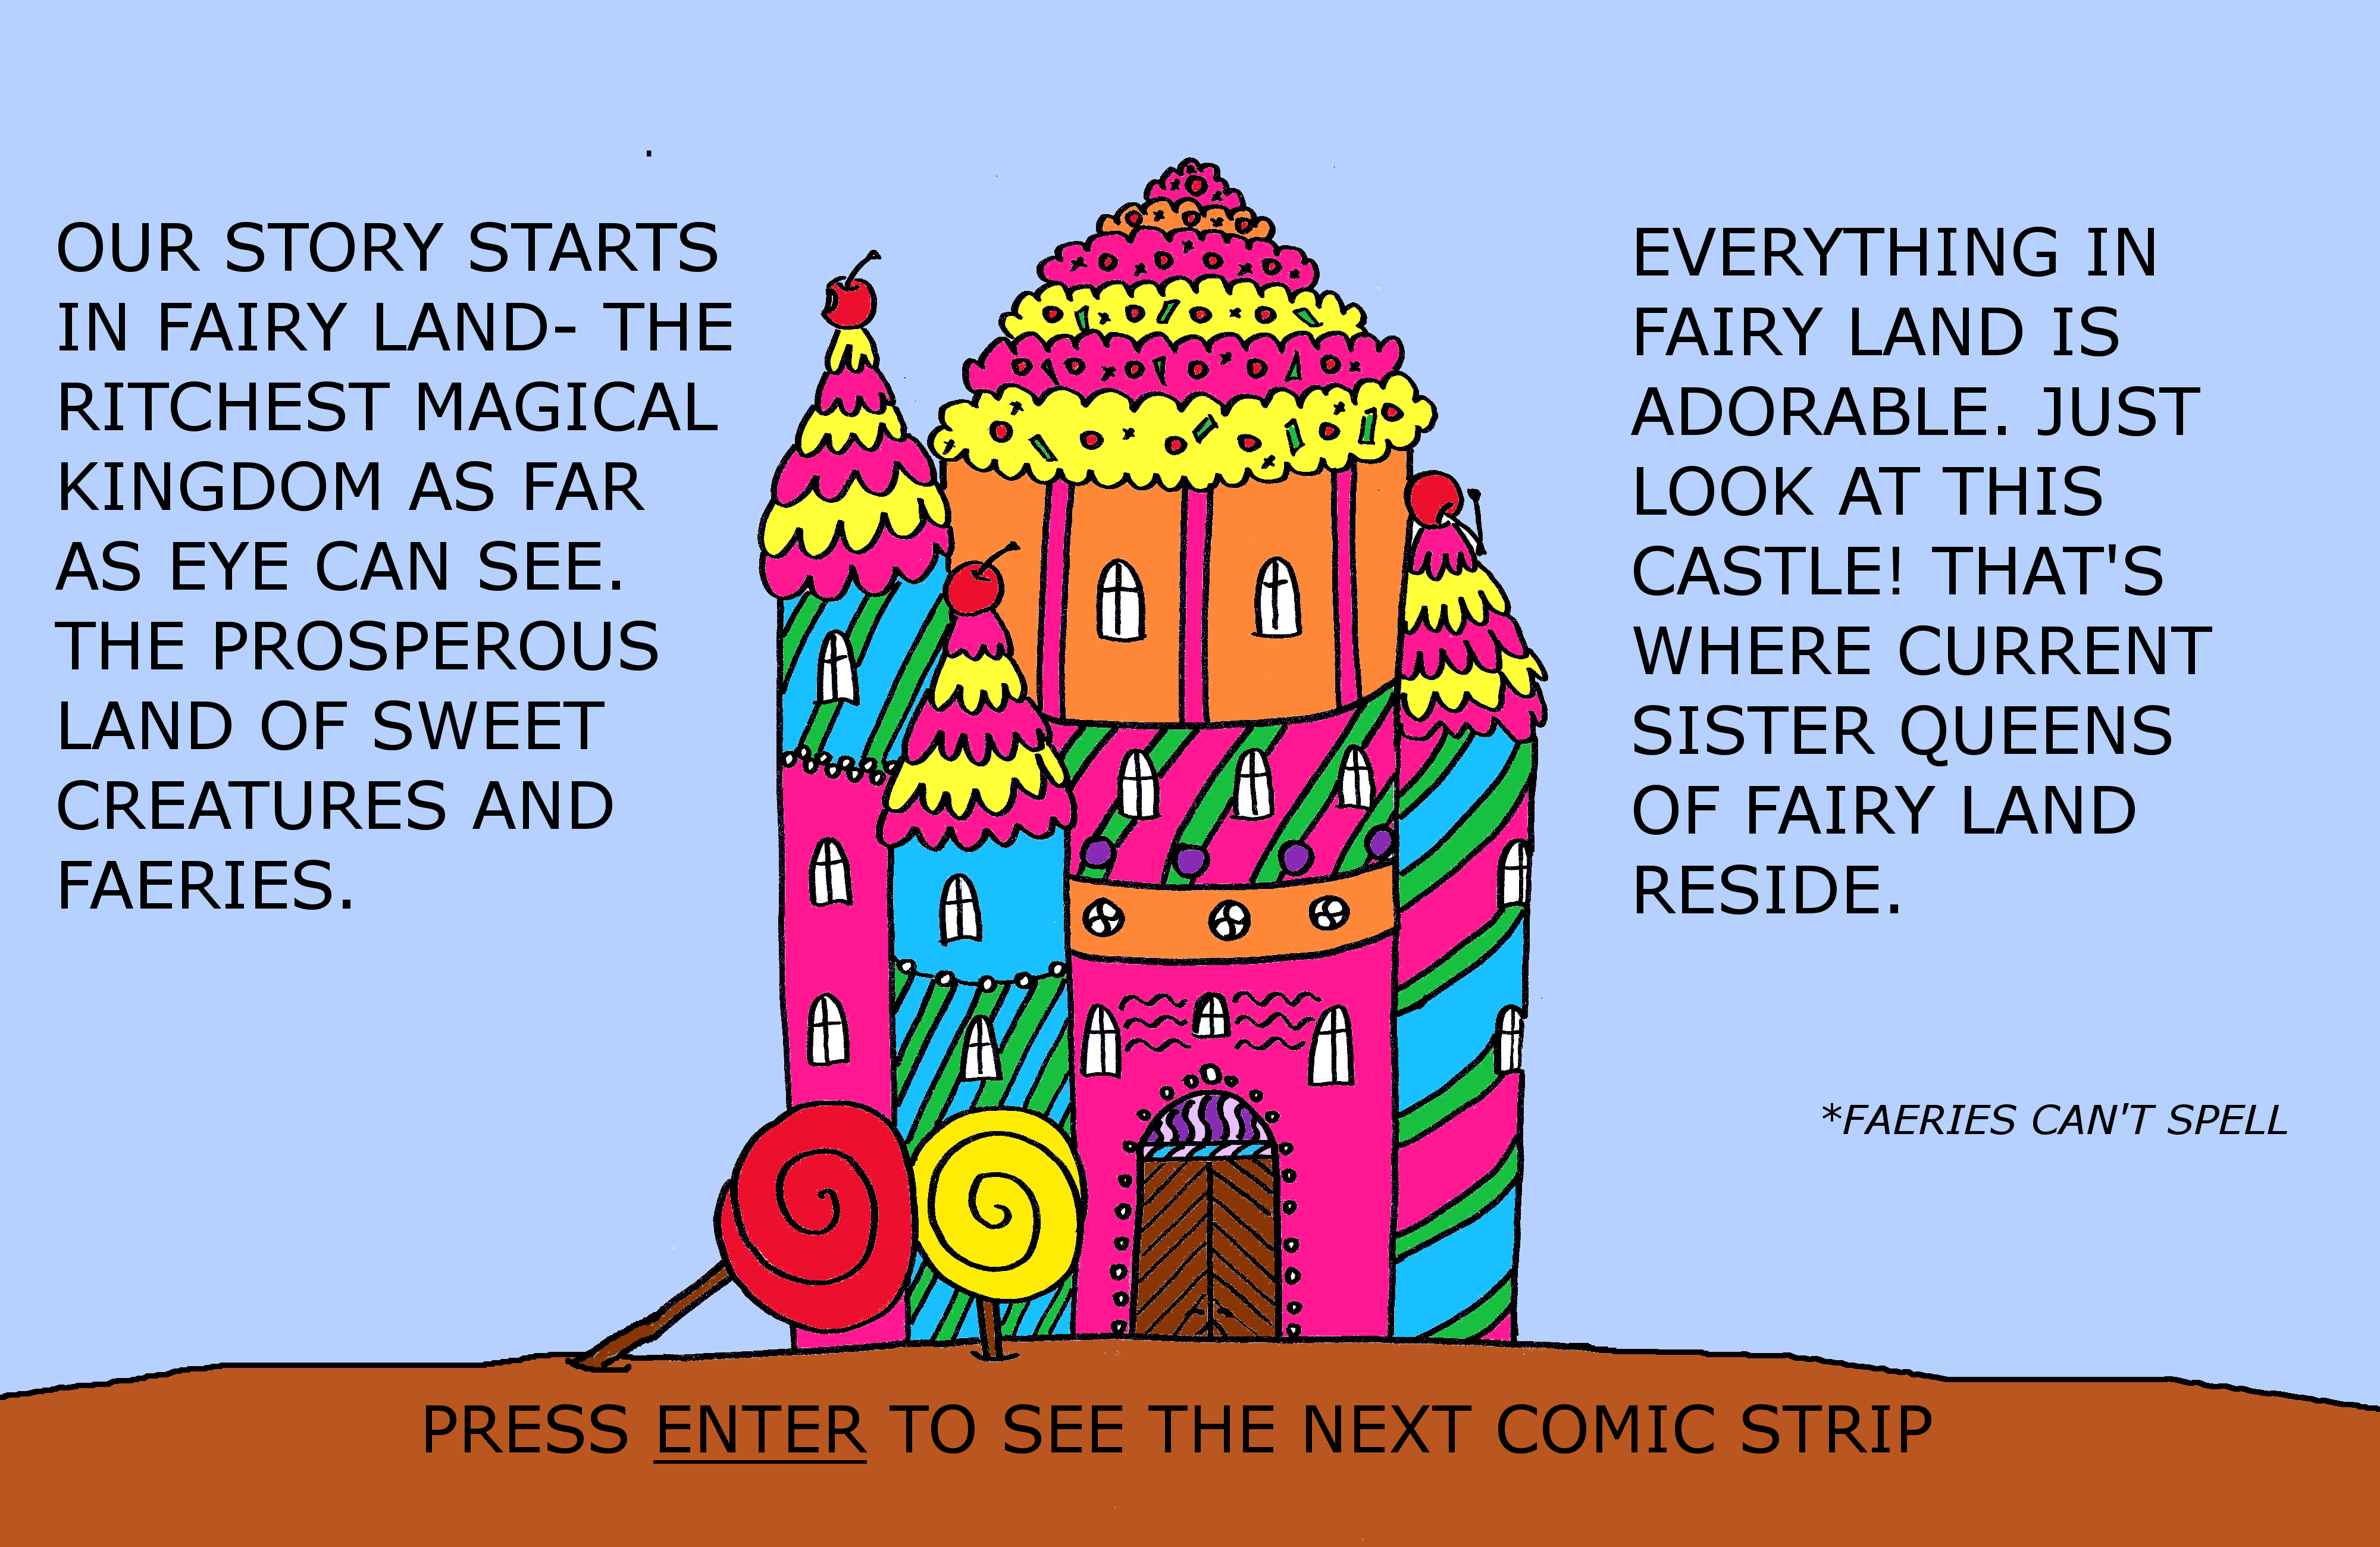 OUR STORY STARTS
IN FAIRY LAND- THE
RITCHEST MAGICAL
KINGDOM AS FAR
AS EYE CAN SEE.
THE PROSPEROUS
LAND OF SWEET
CREATURES AND
FAERIES.
EVERYTHING IN
FAIRY LAND IS
ADORABLE. JUST
LOOK AT THIS
CASTLE! THAT'S
WHERE CURRENT
SISTER QUEENS
OF FAIRY LAND
RESIDE.
*FAERIES CAN'T SPELL
PRESS ENTER TO SEE THE NEXT COMIC STRIP